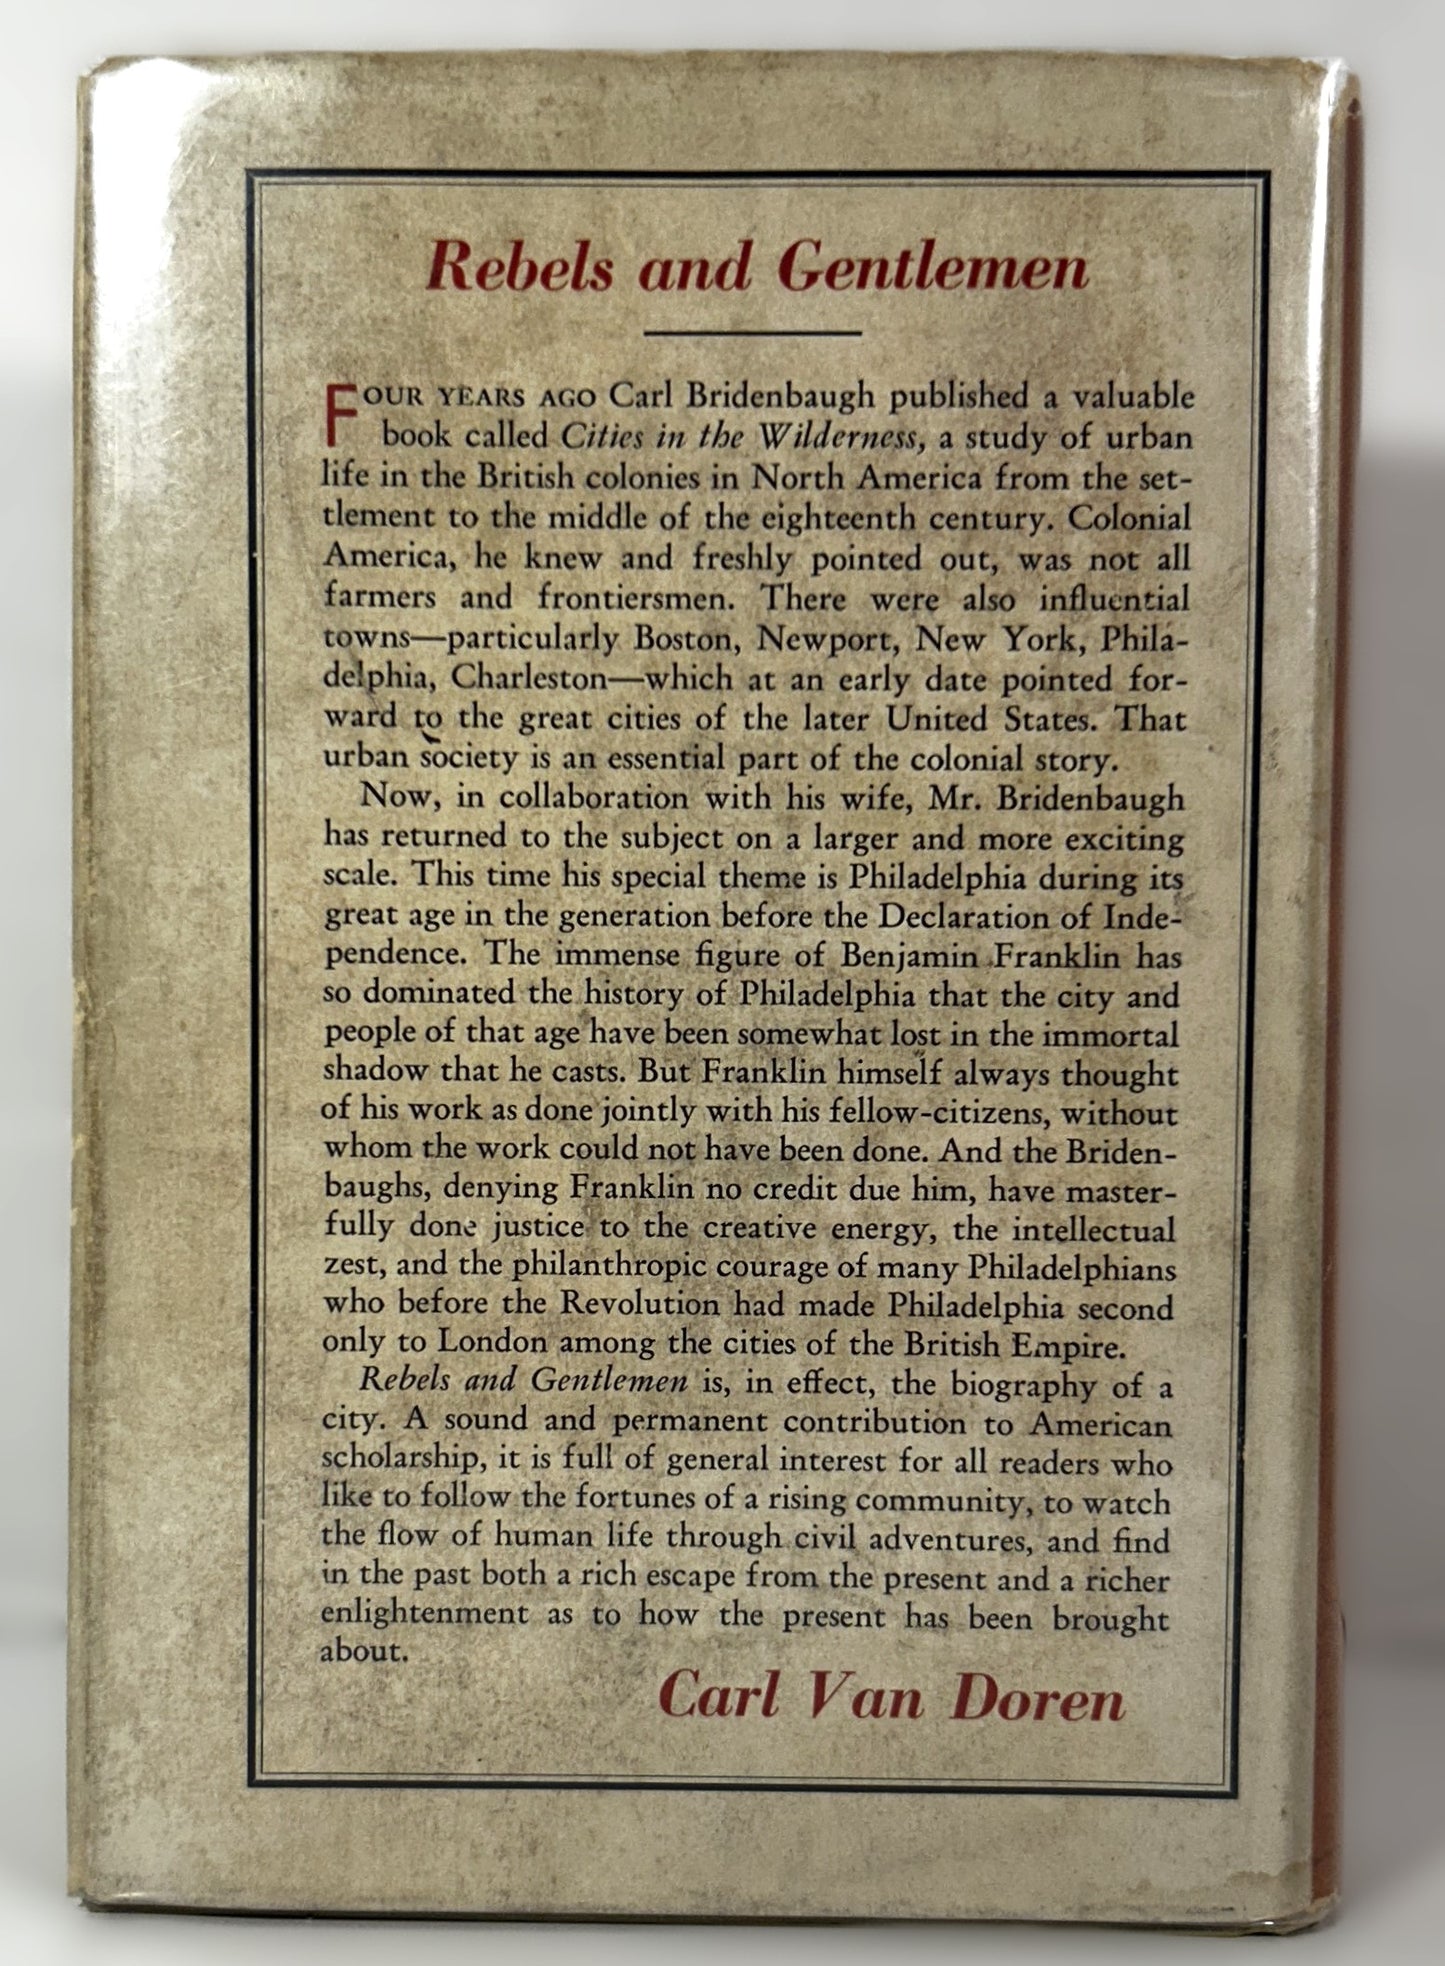 Rebels and Gentlemen
FOUR YEARS AGO Carl Bridenbaugh published a valuable
book called Cities in the Wilderness, a study of urban
life in the British colonies in North America from the set-
tlement to the middle of the eighteenth century. Colonial
America, he knew and freshly pointed out, was not all
farmers and frontiersmen. There were also influential
towns—particularly Boston, Newport, New York, Phila-
delphia, Charleston—which at an early date pointed for-
ward to the great cities of the later United States. That
urban society is an essential part of the colonial story.
Now, in collaboration with his wife, Mr. Bridenbaugh
has returned to the subject on a larger and more exciting
scale. This time his special theme is Philadelphia during its
great age in the generation before the Declaration of Inde-
pendence. The immense figure of Benjamin Franklin has
so dominated the history of Philadelphia that the city and
people of that age have been somewhat lost in the immortal
shadow that he casts. But Franklin himself always thought
of his work as done jointly with his fellow-citizens, without
whom the work could not have been done. And the Briden-
baughs, denying Franklin no credit due him, have master-
fully done justice to the creative energy, the intellectual
zest, and the philanthropic courage of many Philadelphians
who before the Revolution had made Philadelphia second
only to London among the cities of the British Empire.
Rebels and Gentlemen is, in effect, the biography of a
city. A sound and permanent contribution to American
scholarship, it is full of general interest for all readers who
like to follow the fortunes of a rising community, to watch
the flow of human life through civil adventures, and find
in the past both a rich escape from the present and a richer
enlightenment as to how the present has been brought
about.
Carl Van Doren